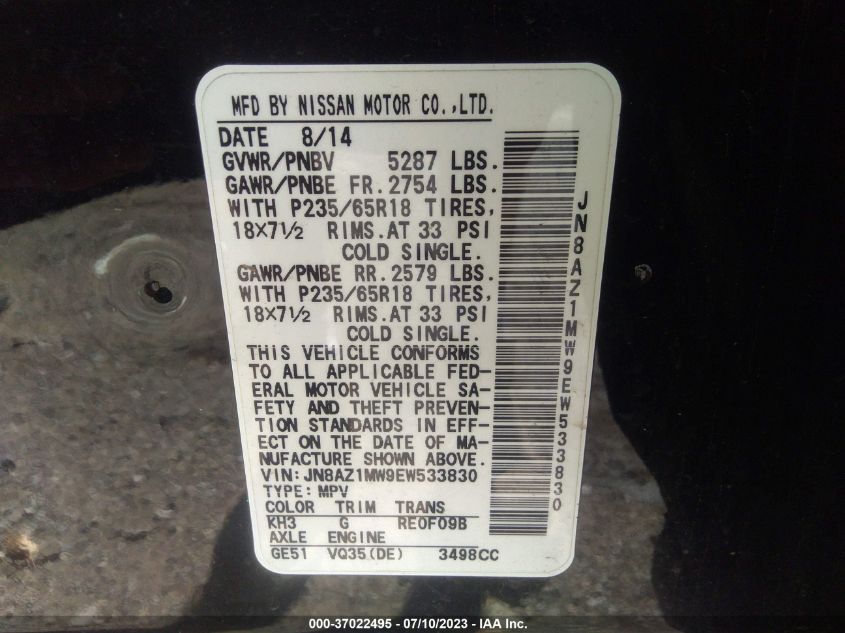 MFD BY NISSAN MOTOR CO.,LTD.
DATE 8/14
GVWR/PNBV 5287 LBS.
GAWR/PNBE FR. 2754 LBS.
WITH P235/65R18 TIRES,
18×7½ RIMS.AT 33 PSI
COLD SINGLE.
GAWR/PNBE RR. 2579 LBS.
WITH P235/65R18 TIRES,
18×7½ RIMS.AT 33 PSI
COLD SINGLE.
THIS VEHICLE CONFORMS
TO ALL APPLICABLE FED-
ERAL MOTOR VEHICLE SA-
FETY AND THEFT PREVEN-
TION STANDARDS IN EFF-
ECT ON THE DATE OF MA-
NUFACTURE SHOWN ABOVE.
VIN:JN8AZ1MW9EW533830
TYPE: MPV
COLOR TRIM TRANS
KH3 G RE0F09B
AXLE ENGINE
GE51 VQ35(DE) 3498CC
JN8AZ1MW9EW533830
000-37022495 - 07/10/2023 - IAA, Inc.